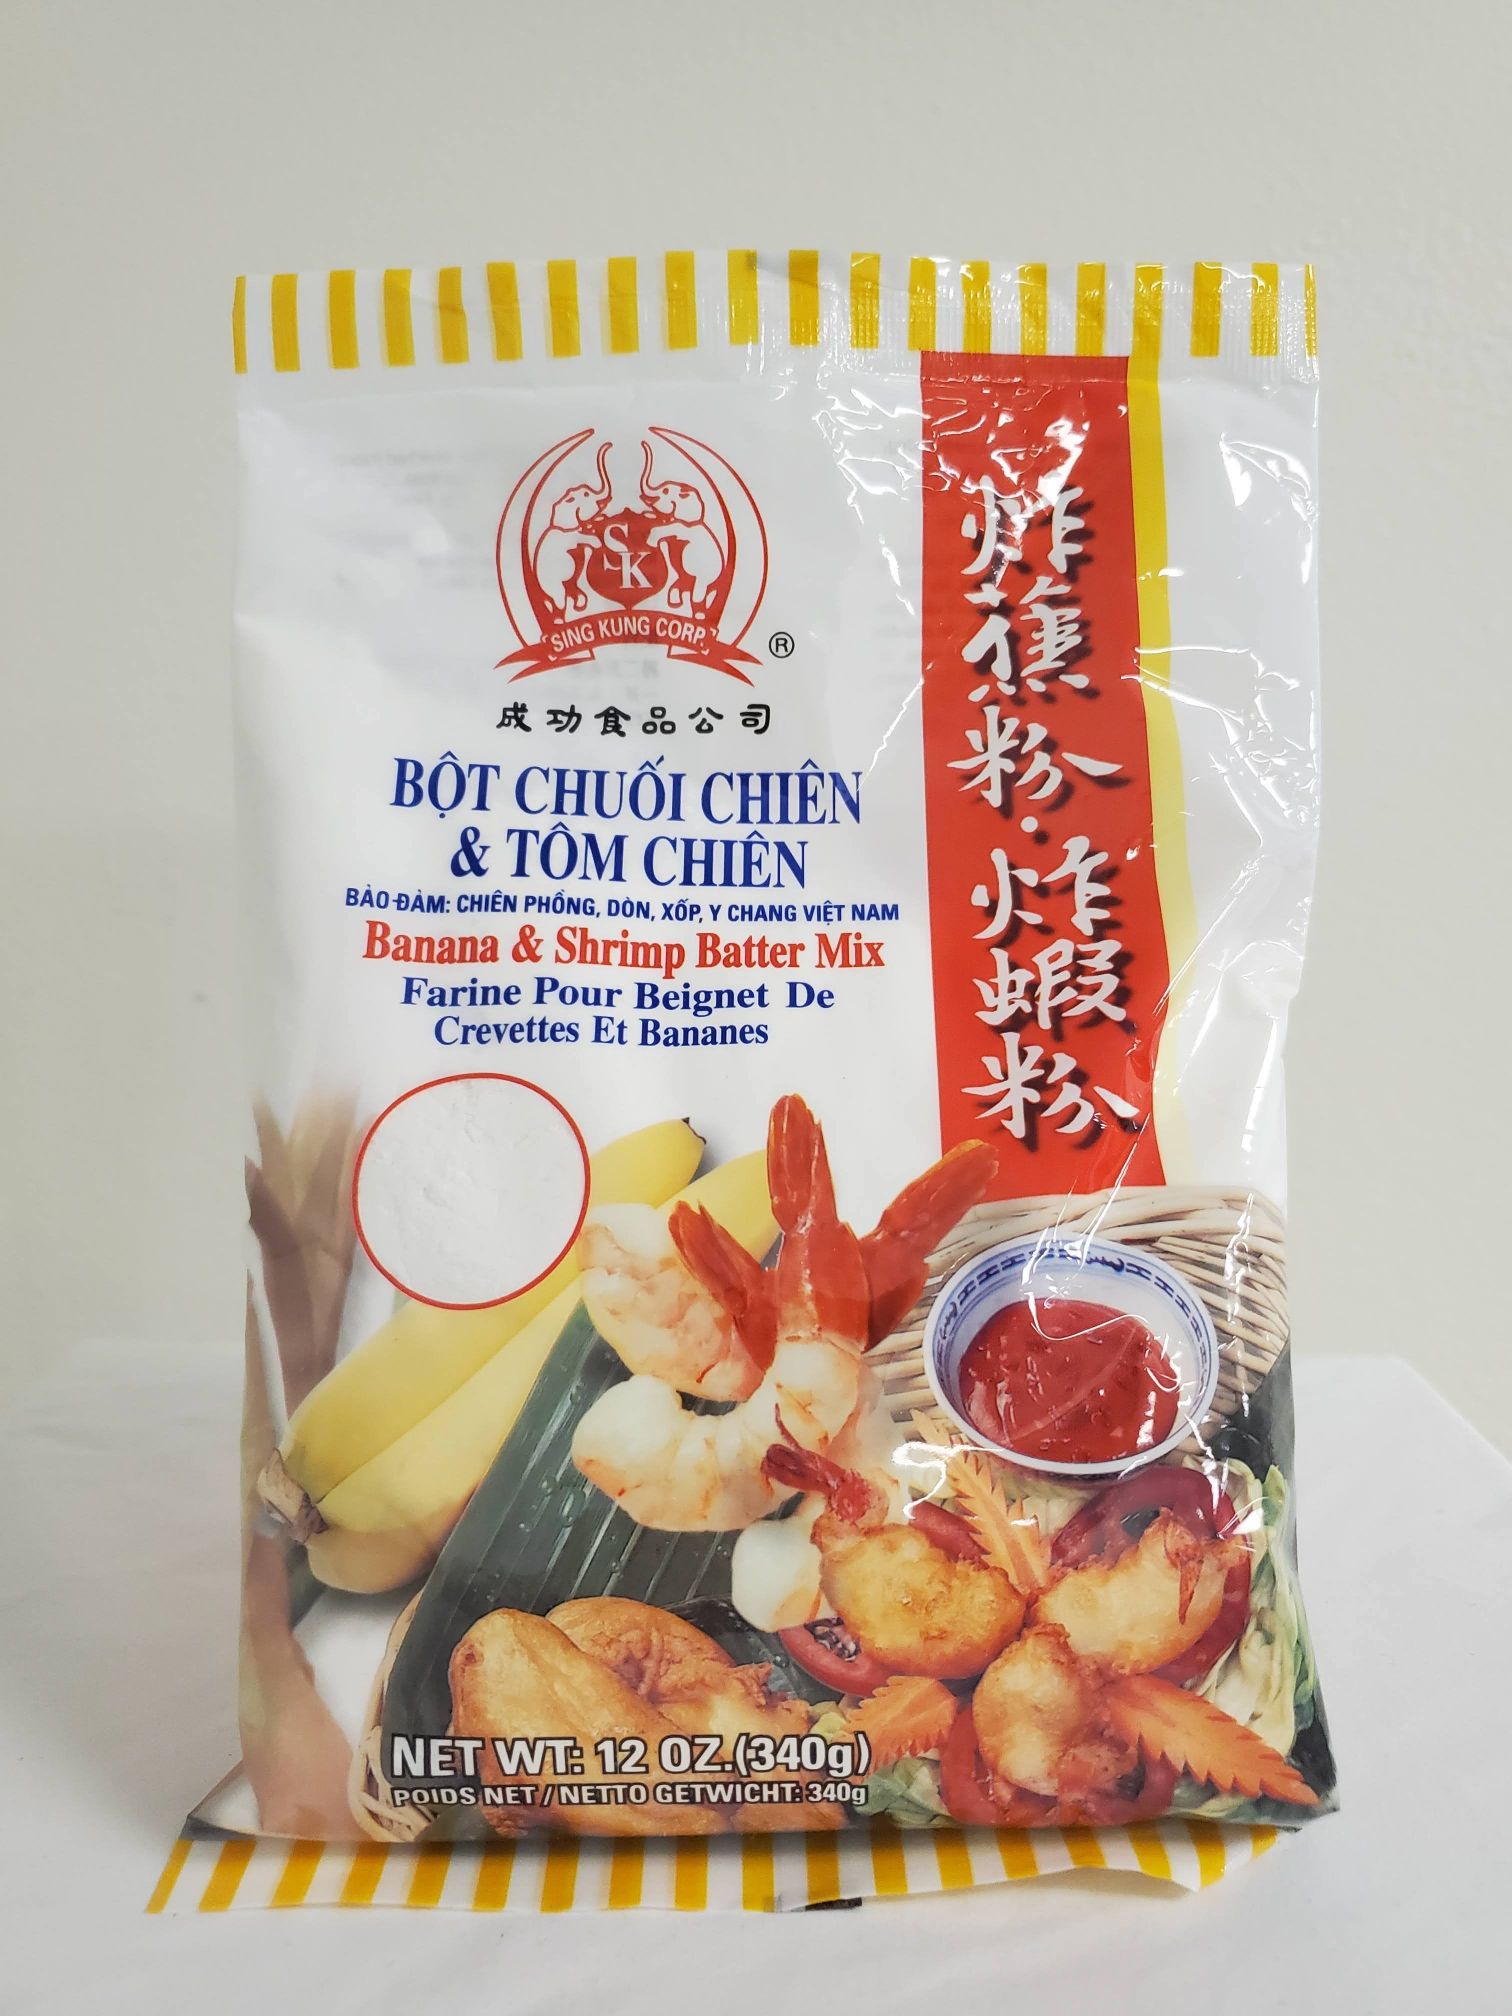 SK
SING KUNG CORP.
®
成功食品公司
BỘT CHUỐI CHIÊN
& TÔM CHIÊN
BÀO ĐÀM: CHIÊN PHỒNG, DÒN, XỐP, Y CHANG VIỆT NAM
Banana & Shrimp Batter Mix
Farine Pour Beignet De
Crevettes Et Bananes
炸蕉粉·炸蝦粉
NET WT: 12 OZ.(340g)
POIDS NET / NETTO GETWICHT: 340g